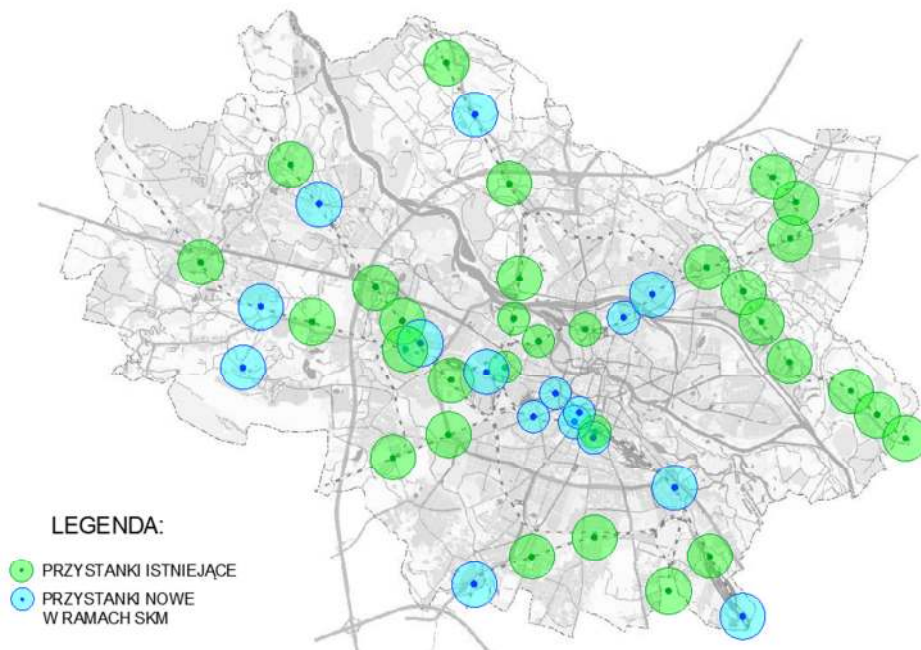 LEGENDA:
PRZYSTANKI ISTNIEJĄCE
PRZYSTANKI NOWE
W RAMACH SKM